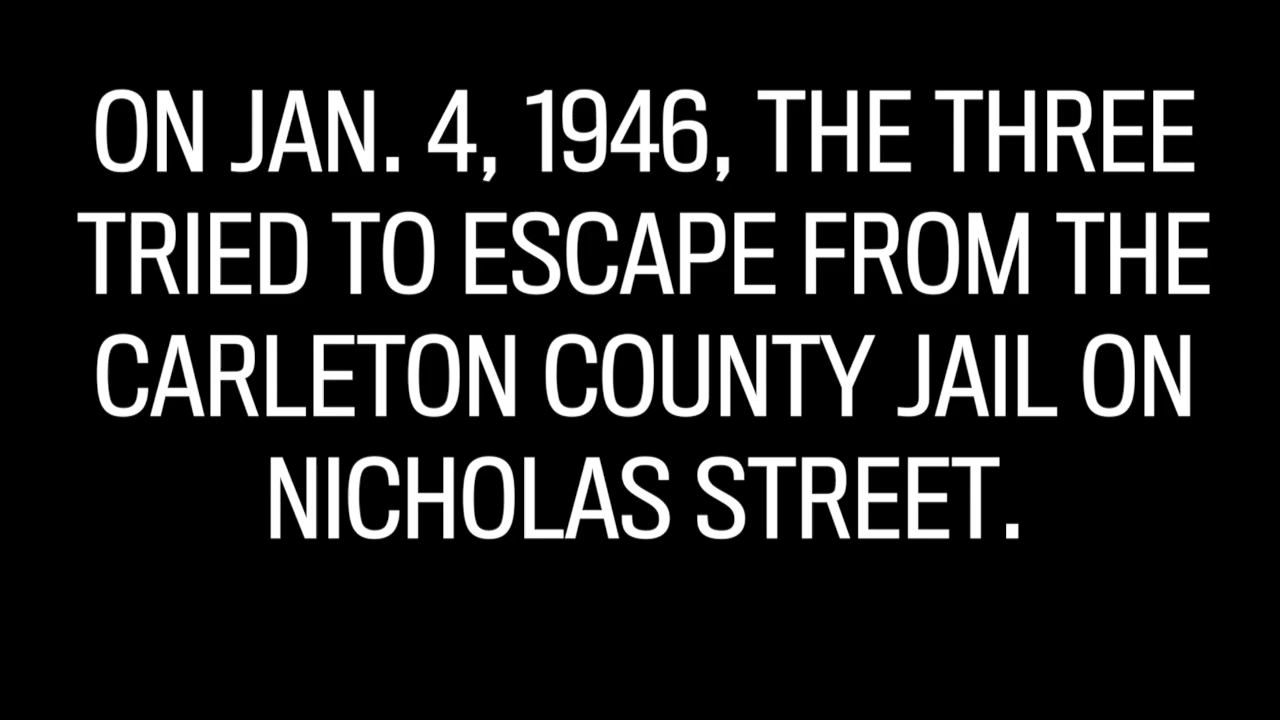 ON JAN. 4, 1946, THE THREE
TRIED TO ESCAPE FROM THE
CARLETON COUNTY JAIL ON
NICHOLAS STREET.